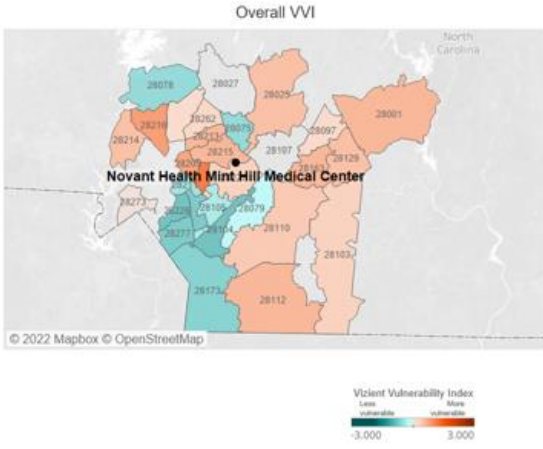 Overall VVI
North
Carolina
28078
28027
28025
28001
28216
28262
28214
28213
28075
28097
28215
28107
28129
28205
28163
Novant Health Mint Hill Medical Center
28273
28105
28079
28226
28277
28104
28110
28103
28173
28112
© 2022 Mapbox © OpenStreetMap
Vizient Vulnerability Index
Less
vulnerable
More
vulnerable
-3.000
3.000